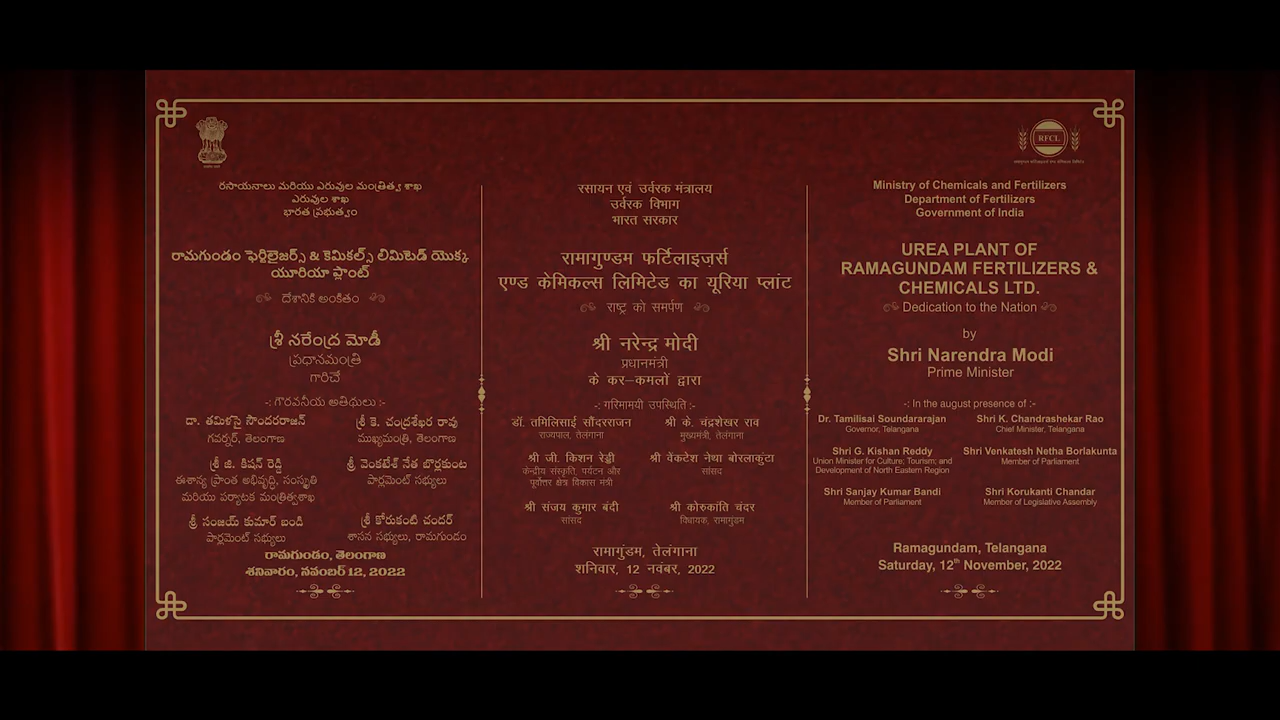 రసాయనాలు మరియు ఎరువుల మంత్రిత్వ శాఖ
ఎరువుల శాఖ
భారత ప్రభుత్వం
రామగుండం ఫెర్టిలైజర్స్ & కెమికల్స్ లిమిటెడ్ యొక్క
యూరియా ప్లాంట్
దేశానికి అంకితం
శ్రీ నరేంద్ర మోడీ
ప్రధానమంత్రి
గారిచే
-: గౌరవనీయ అతిథులు :-
డా. తమిళసై సౌందరరాజన్
గవర్నర్, తెలంగాణ
శ్రీ కె. చంద్రశేఖర రావు
ముఖ్యమంత్రి, తెలంగాణ
శ్రీ జి. కిషన్ రెడ్డి
ఈశాన్య ప్రాంత అభివృద్ధి, సంస్కృతి
మరియు పర్యాటక మంత్రిత్వశాఖ
శ్రీ వెంకటేశ్ నేత బొర్లకుంట
పార్లమెంట్ సభ్యులు
శ్రీ సంజయ్ కుమార్ బండి
పార్లమెంట్ సభ్యులు
శ్రీ కోరుకంటి చందర్
శాసన సభ్యులు, రామగుండం
రామగుండం, తెలంగాణ
శనివారం, నవంబర్ 12, 2022
रसायन एवं उर्वरक मंत्रालय
उर्वरक विभाग
भारत सरकार
रामागुण्डम फर्टिलाइज़र्स
एण्ड केमिकल्स लिमिटेड का यूरिया प्लांट
राष्ट्र को समर्पण
श्री नरेन्द्र मोदी
प्रधानमंत्री
के कर-कमलों द्वारा
-: गरिमामयी उपस्थिति :-
डॉ. तमिलिसाई सौंदरराजन
राज्यपाल, तेलंगाना
श्री के. चंद्रशेखर राव
मुख्यमंत्री, तेलंगाना
श्री जी. किशन रेड्डी
केन्द्रीय संस्कृति, पर्यटन और
पूर्वोत्तर क्षेत्र विकास मंत्री
श्री वेंकटेश नेथा बोरलाकुंटा
सांसद
श्री संजय कुमार बंदी
सांसद
श्री कोरुकांति चंदर
विधायक, रामागुंडम
रामागुंडम, तेलंगाना
शनिवार, 12 नवंबर, 2022
RFCL
Ministry of Chemicals and Fertilizers
Department of Fertilizers
Government of India
UREA PLANT OF
RAMAGUNDAM FERTILIZERS &
CHEMICALS LTD.
Dedication to the Nation
by
Shri Narendra Modi
Prime Minister
-: In the august presence of :-
Dr. Tamilisai Soundararajan
Governor, Telangana
Shri K. Chandrashekar Rao
Chief Minister, Telangana
Shri G. Kishan Reddy
Union Minister for Culture; Tourism; and
Development of North Eastern Region
Shri Venkatesh Netha Borlakunta
Member of Parliament
Shri Sanjay Kumar Bandi
Member of Parliament
Shri Korukanti Chandar
Member of Legislative Assembly
Ramagundam, Telangana
Saturday, 12th November, 2022